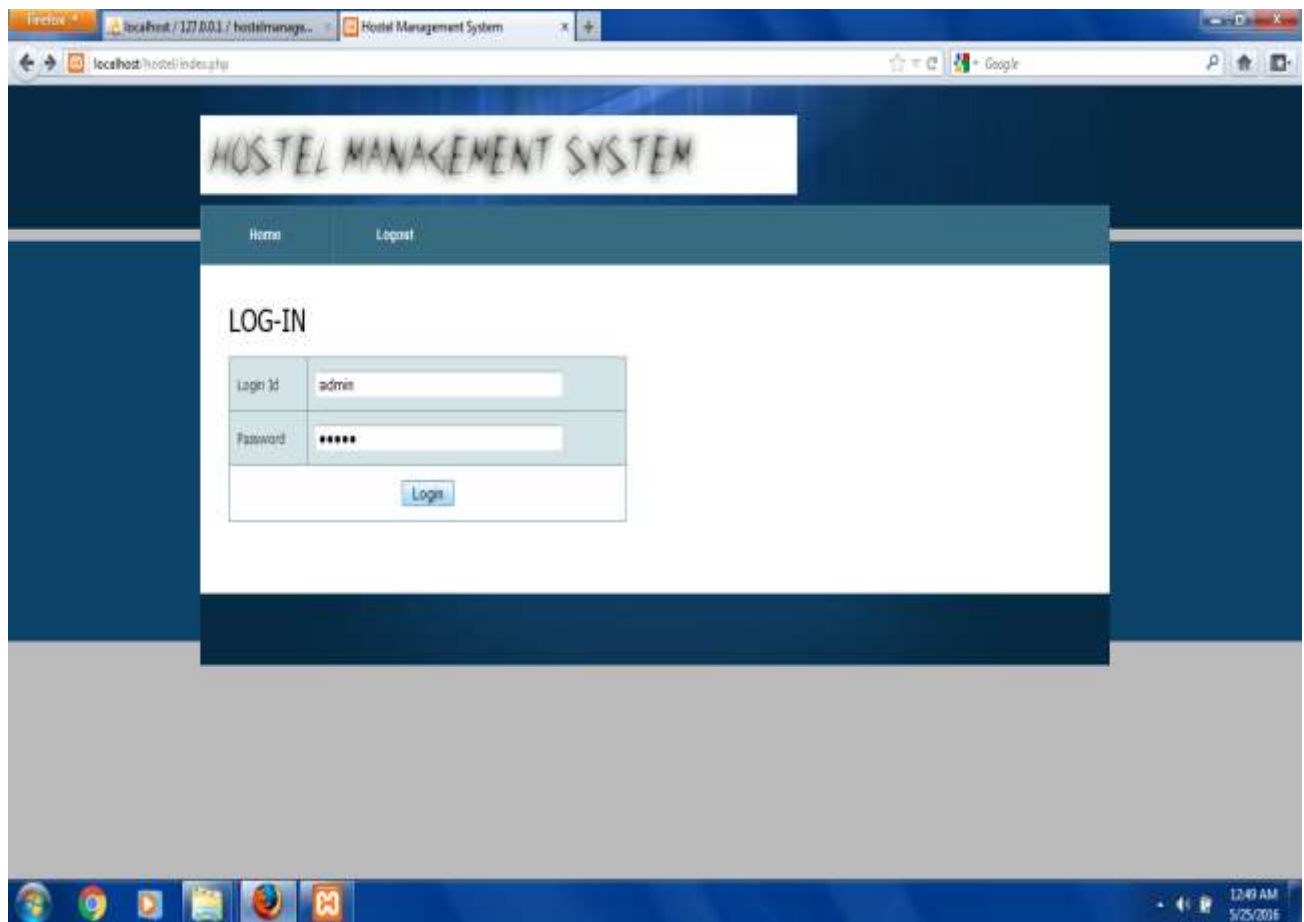 Firefox
localhost / 127.0.0.1 / hostelmanage...
Hostel Management System
localhost/hostel/index.php
Google
HOSTEL MANAGEMENT SYSTEM
Home
Logout
LOG-IN
Login Id
admin
Password
•••••
Login
12:49 AM
5/25/2016